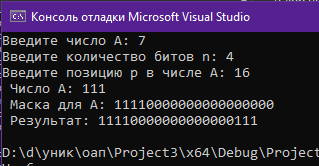 Консоль отладки Microsoft Visual Studio
Введите число A: 7
Введите количество битов n: 4
Введите позицию p в числе A: 16
Число A: 111
Маска для A: 11110000000000000000
Результат: 11110000000000000111
D:\d\уник\оап\Project3\x64\Debug\Project